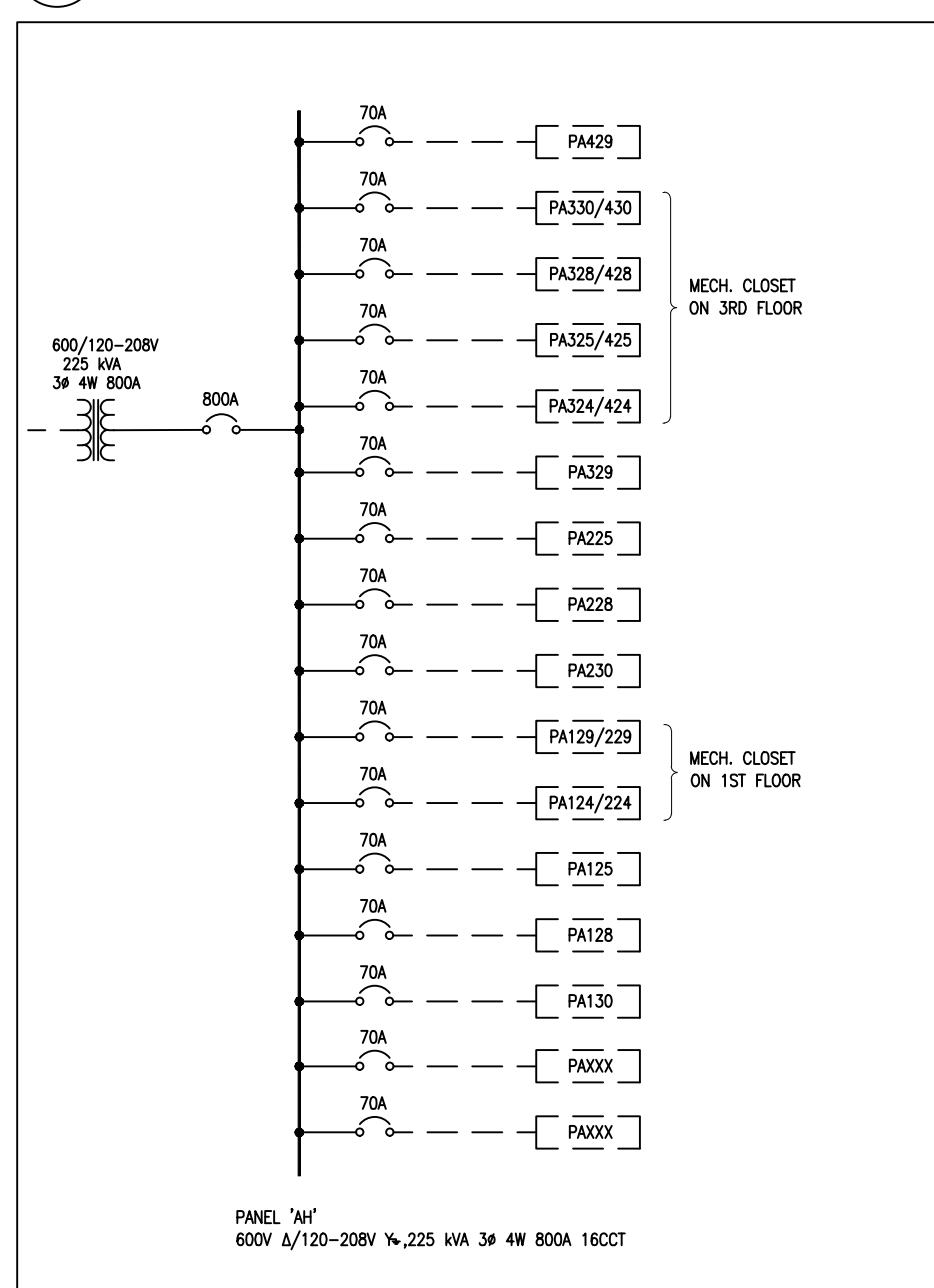 70A
PA429
70A
PA330/430
70A
PA328/428
MECH. CLOSET
ON 3RD FLOOR
70A
PA325/425
600/120-208V
225 kVA
3ø 4W 800A
800A
70A
PA324/424
70A
PA329
70A
PA225
70A
PA228
70A
PA230
70A
PA129/229
MECH. CLOSET
ON 1ST FLOOR
70A
PA124/224
70A
PA125
70A
PA128
70A
PA130
70A
PAXXX
70A
PAXXX
PANEL 'AH'
600V Δ/120-208V Y,225 kVA 3ø 4W 800A 16CCT